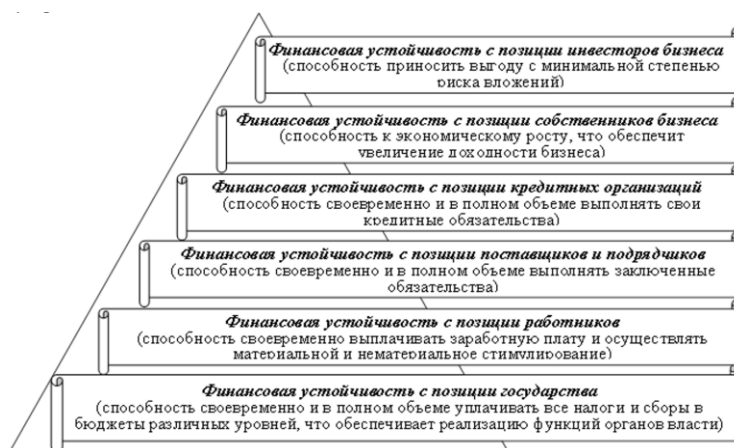 Финансовая устойчивость с позиции инвесторов бизнеса
(способность приносить выгоду с минимальной степенью
риска вложений)
Финансовая устойчивость с позиции собственников бизнеса
(способность к экономическому росту, что обеспечит
увеличение доходности бизнеса)
Финансовая устойчивость с позиции кредитных организаций
(способность своевременно и в полном объеме выполнять свои
кредитные обязательства)
Финансовая устойчивость с позиции поставщиков и подрядчиков
(способность своевременно и в полном объеме выполнять заключенные
обязательства)
Финансовая устойчивость с позиции работников
(способность своевременно выплачивать заработную плату и осуществлять
материальной и нематериальное стимулирование)
Финансовая устойчивость с позиции государства
(способность своевременно и в полном объеме уплачивать все налоги и сборы в
бюджеты различных уровней, что обеспечивает реализацию функций органов власти)